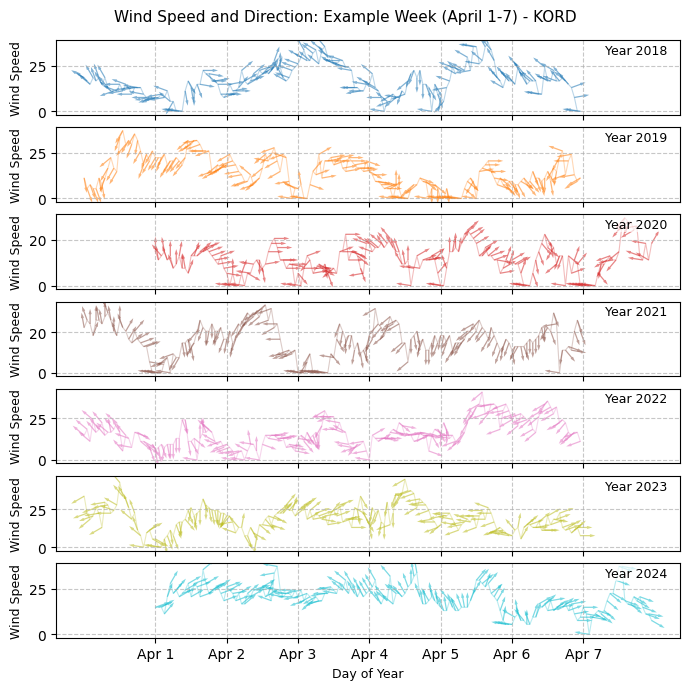 Wind Speed and Direction: Example Week (April 1-7) - KORD
Wind Speed
25
0
Year 2018
Wind Speed
25
0
Year 2019
Wind Speed
20
0
Year 2020
Wind Speed
20
0
Year 2021
Wind Speed
25
0
Year 2022
Wind Speed
25
0
Year 2023
Wind Speed
25
0
Year 2024
Apr 1 Apr 2 Apr 3 Apr 4 Apr 5 Apr 6 Apr 7
Day of Year